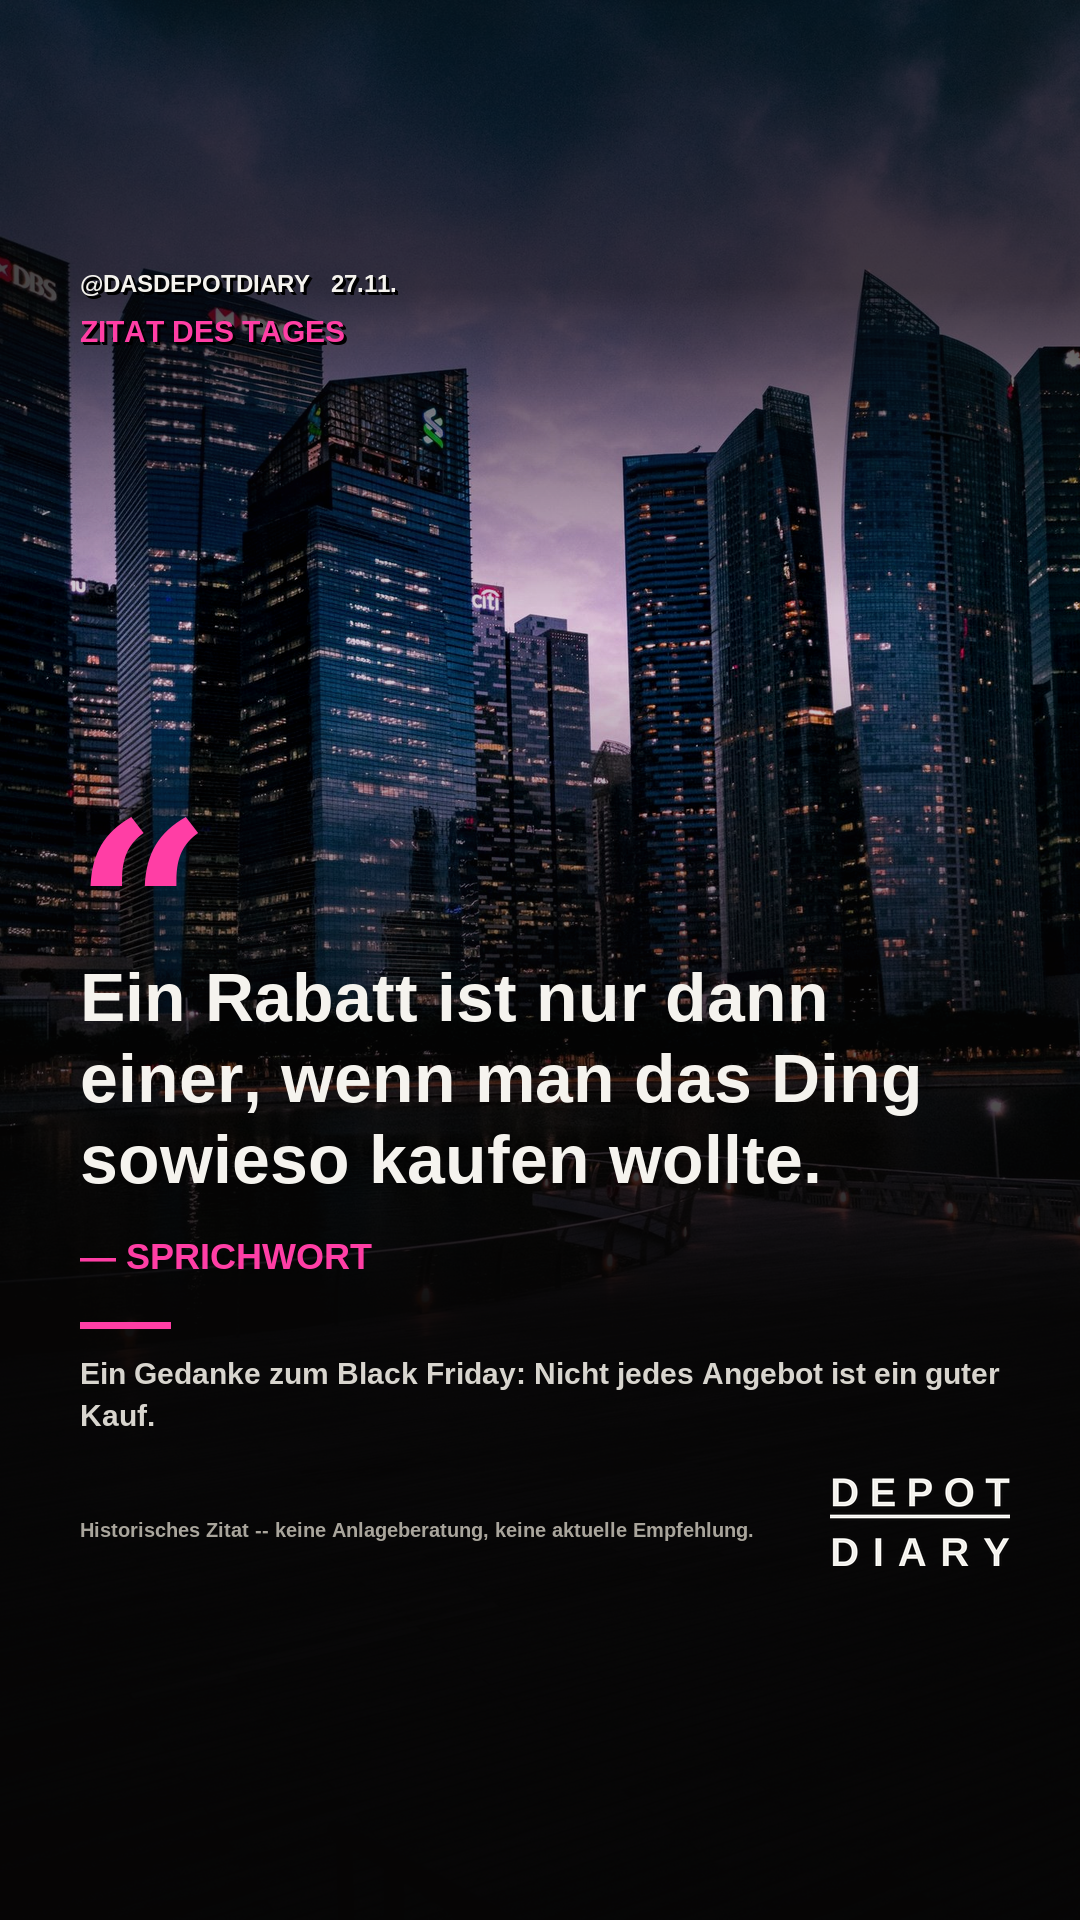 @DASDEPOTDIARY 27.11.
ZITAT DES TAGES
DBS
citi
“
Ein Rabatt ist nur dann
einer, wenn man das Ding
sowieso kaufen wollte.
— SPRICHWORT
Ein Gedanke zum Black Friday: Nicht jedes Angebot ist ein guter
Kauf.
Historisches Zitat -- keine Anlageberatung, keine aktuelle Empfehlung.
DEPOT
DIARY